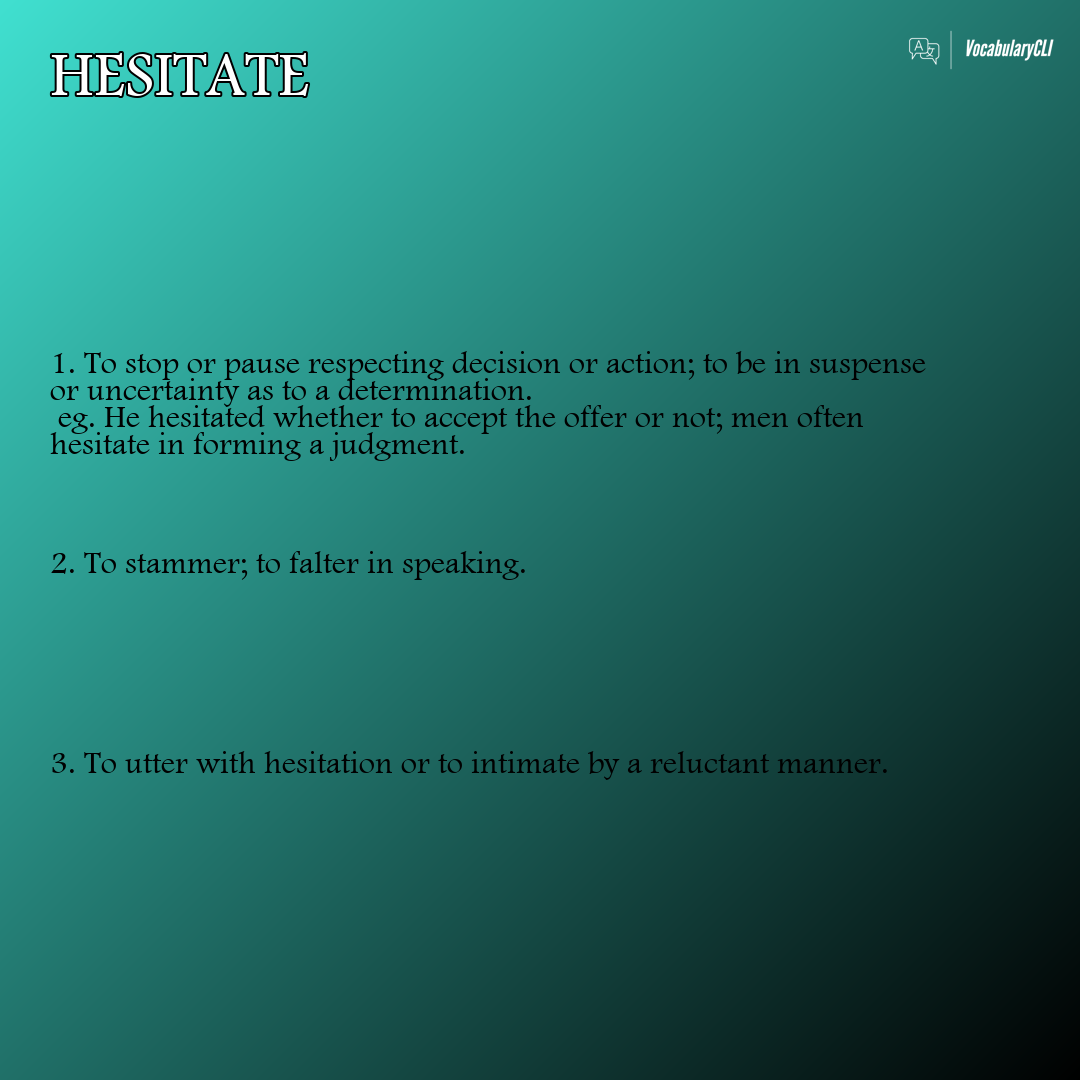 HESITATE
VocabularyCLI
1. To stop or pause respecting decision or action; to be in suspense
or uncertainty as to a determination.
eg. He hesitated whether to accept the offer or not; men often
hesitate in forming a judgment.
2. To stammer; to falter in speaking.
3. To utter with hesitation or to intimate by a reluctant manner.